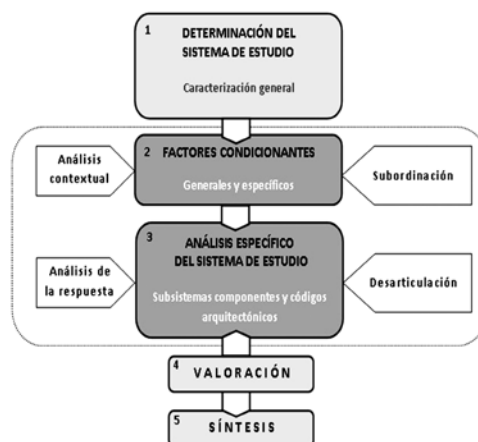 1
DETERMINACIÓN DEL
SISTEMA DE ESTUDIO
Caracterización general
2
FACTORES CONDICIONANTES
Generales y específicos
Análisis
contextual
Subordinación
3
ANÁLISIS ESPECÍFICO
DEL SISTEMA DE ESTUDIO
Subsistemas componentes y códigos
arquitectónicos
Análisis de
la respuesta
Desarticulación
4
VALORACIÓN
5
SÍNTESIS